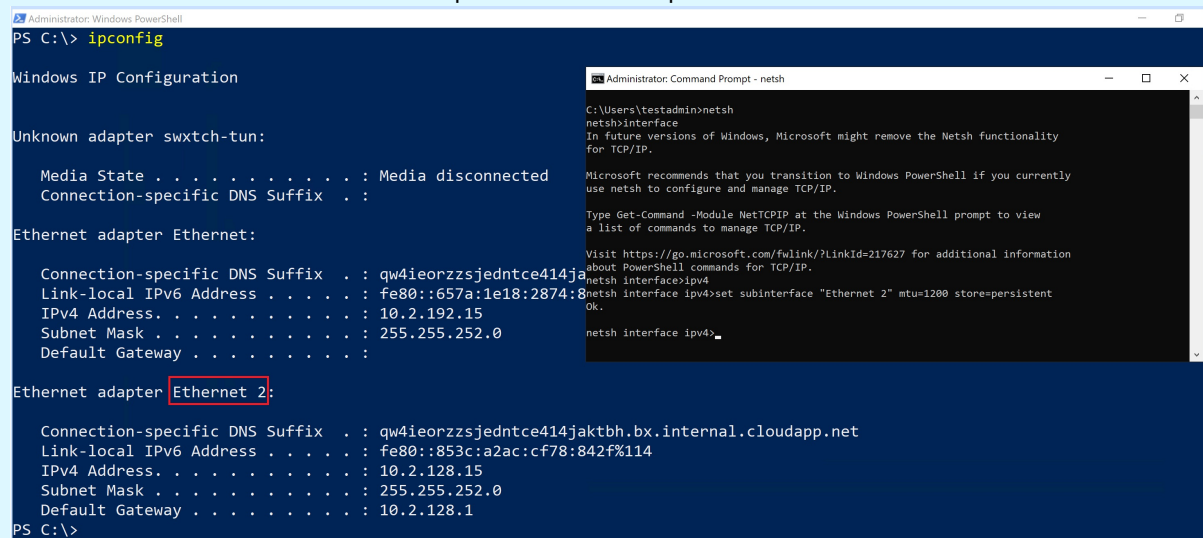 Administrator: Windows PowerShell
PS C:\> ipconfig
Windows IP Configuration
Unknown adapter swxtch-tun:
Media State . . . . . . . . . . . : Media disconnected
Connection-specific DNS Suffix  . :
Ethernet adapter Ethernet:
Connection-specific DNS Suffix  . : qw4ieorzzsjedntce414ja
Link-local IPv6 Address . . . . . : fe80::657a:1e18:2874:8
IPv4 Address. . . . . . . . . . . : 10.2.192.15
Subnet Mask . . . . . . . . . . . : 255.255.252.0
Default Gateway . . . . . . . . . :
Ethernet adapter Ethernet 2:
Connection-specific DNS Suffix  . : qw4ieorzzsjedntce414jaktbh.bx.internal.cloudapp.net
Link-local IPv6 Address . . . . . : fe80::853c:a2ac:cf78:842f%114
IPv4 Address. . . . . . . . . . . : 10.2.128.15
Subnet Mask . . . . . . . . . . . : 255.255.252.0
Default Gateway . . . . . . . . . : 10.2.128.1
PS C:\>
Administrator: Command Prompt - netsh
C:\Users\testadmin>netsh
netsh>interface
In future versions of Windows, Microsoft might remove the Netsh functionality
for TCP/IP.
Microsoft recommends that you transition to Windows PowerShell if you currently
use netsh to configure and manage TCP/IP.
Type Get-Command -Module NetTCPIP at the Windows PowerShell prompt to view
a list of commands to manage TCP/IP.
Visit https://go.microsoft.com/fwlink/?LinkId=217627 for additional information
about PowerShell commands for TCP/IP.
netsh interface>ipv4
netsh interface ipv4>set subinterface "Ethernet 2" mtu=1200 store=persistent
Ok.
netsh interface ipv4>